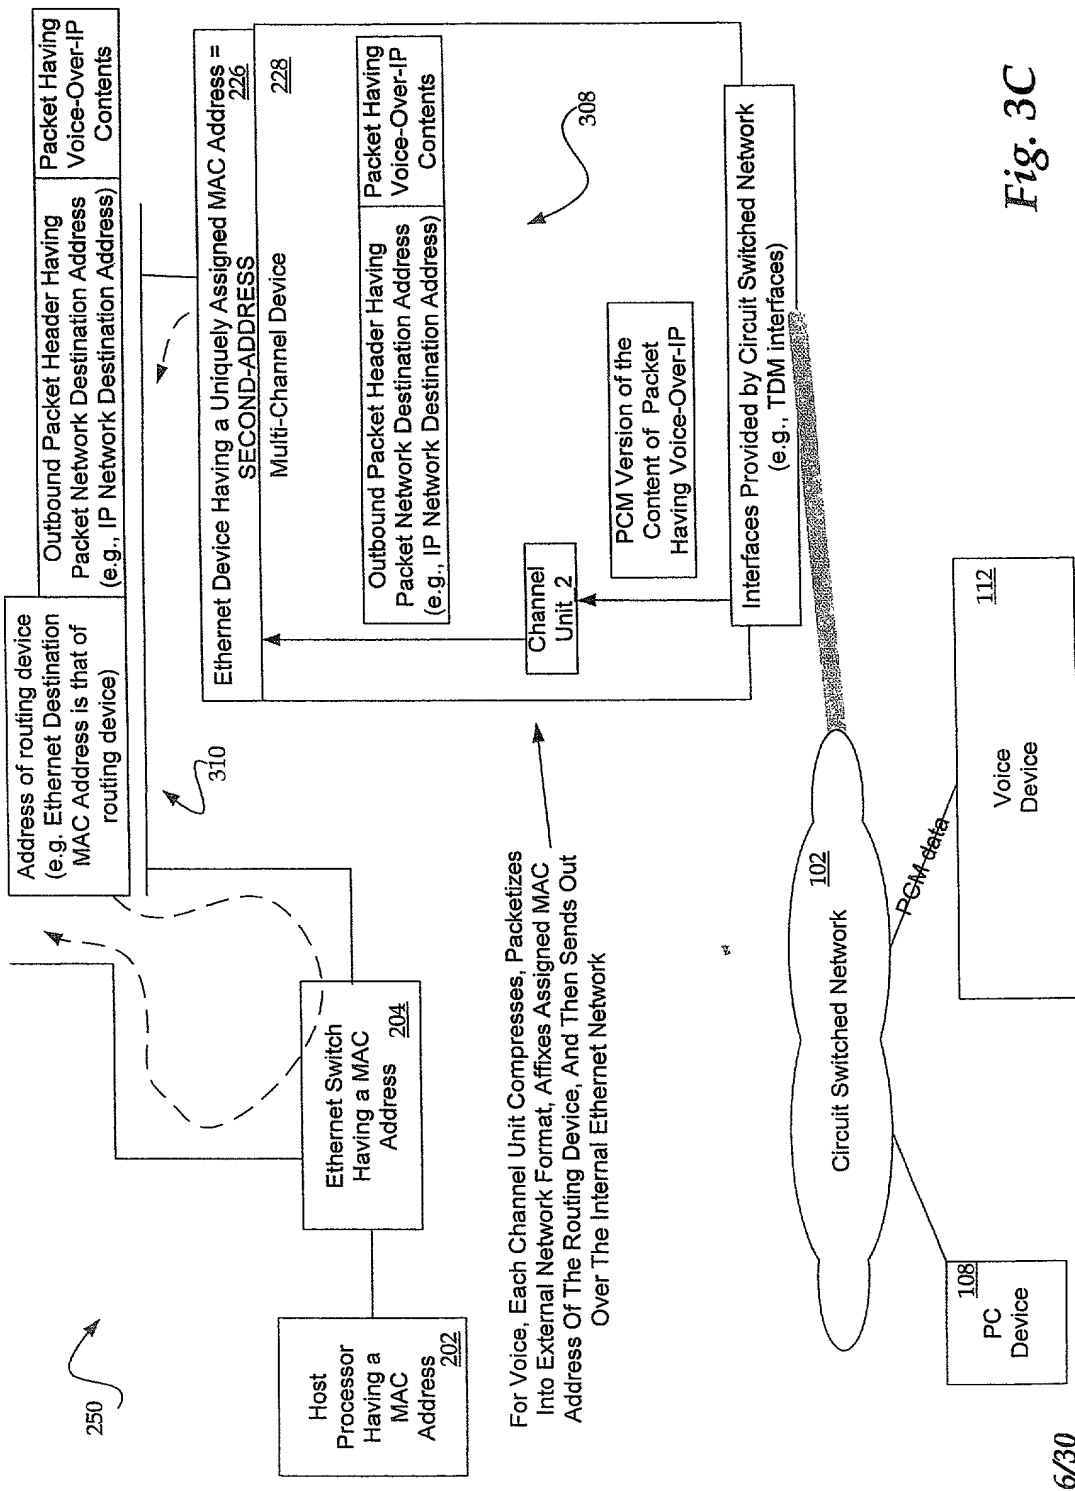 250
Host
Processor
Having a
MAC
Address
202
Ethernet Switch
Having a MAC
Address
204
Address of routing device
(e.g. Ethernet Destination
MAC Address is that of
routing device)
Outbound Packet Header Having
Packet Network Destination Address
(e.g., IP Network Destination Address)
Packet Having
Voice-Over-IP
Contents
310
Ethernet Device Having a Uniquely Assigned MAC Address =
SECOND-ADDRESS
226
Multi-Channel Device
228
Outbound Packet Header Having
Packet Network Destination Address
(e.g., IP Network Destination Address)
Packet Having
Voice-Over-IP
Contents
308
Channel
Unit 2
PCM Version of the
Content of Packet
Having Voice-Over-IP
Interfaces Provided by Circuit Switched Network
(e.g., TDM interfaces)
For Voice, Each Channel Unit Compresses, Packetizes
Into External Network Format, Affixes Assigned MAC
Address Of The Routing Device, And Then Sends Out
Over The Internal Ethernet Network
102
Circuit Switched Network
PCM data
108
PC
Device
112
Voice
Device
Fig. 3C
6/30